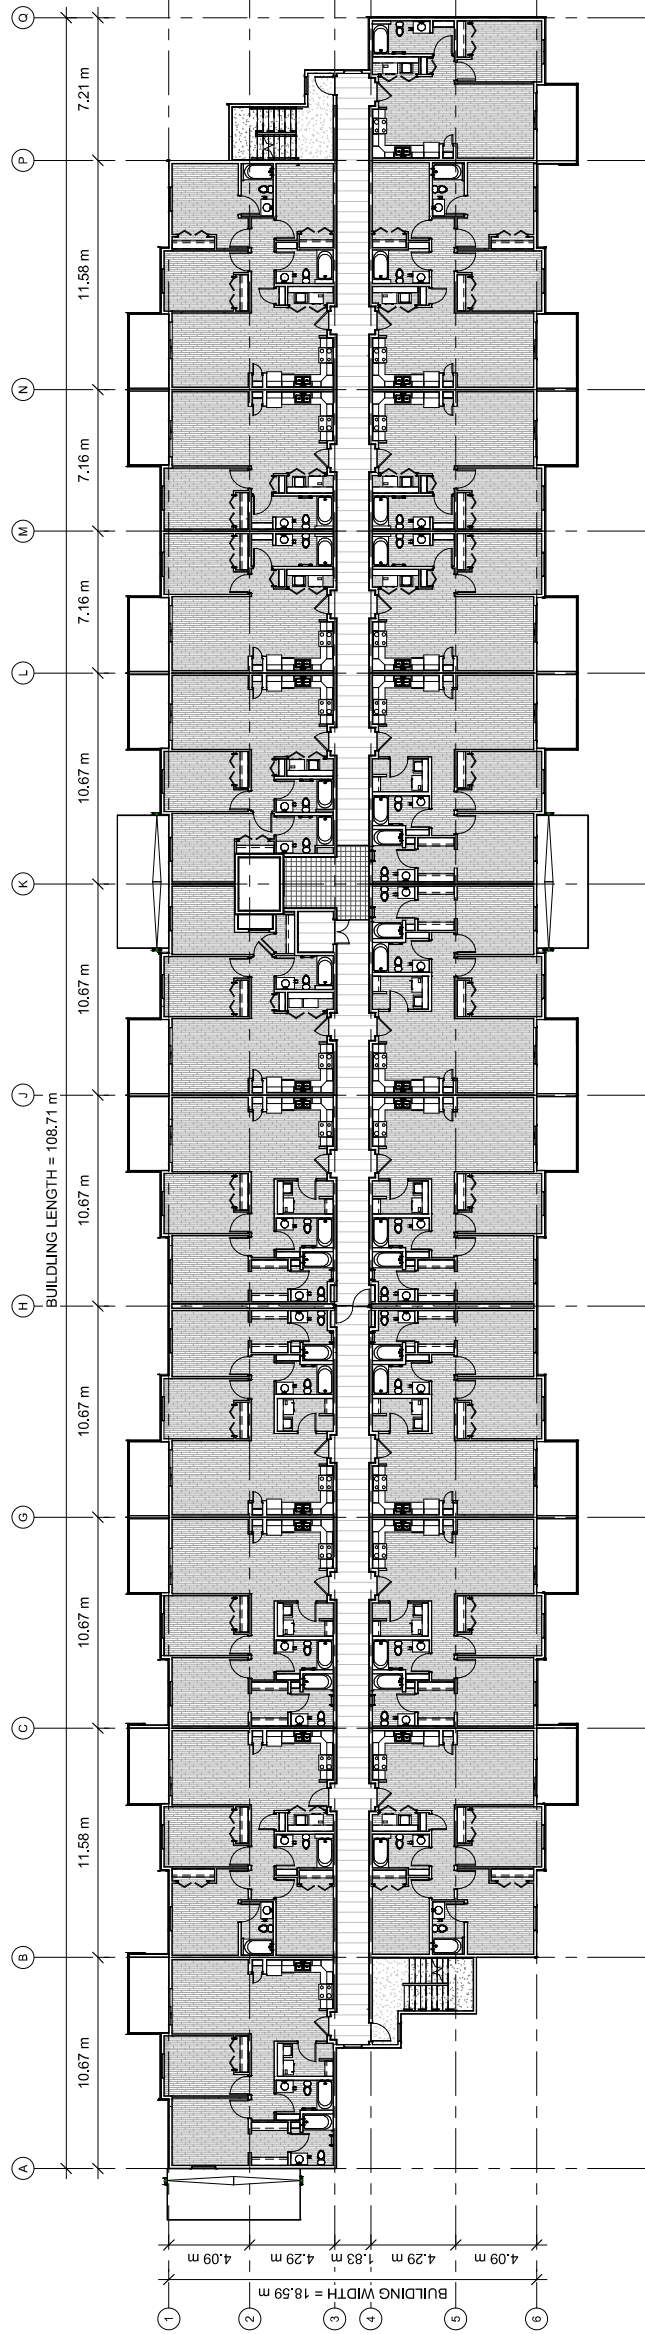 Q
7.21 m
P
11.58 m
N
7.16 m
M
7.16 m
L
10.67 m
K
10.67 m
J
BUILDLING LENGTH = 108.71 m
10.67 m
H
10.67 m
G
10.67 m
C
11.58 m
B
10.67 m
A
4.09 m
4.29 m
1.83 m
4.29 m
4.09 m
BUILDING WIDTH = 18.59 m
1
2
3
4
5
6